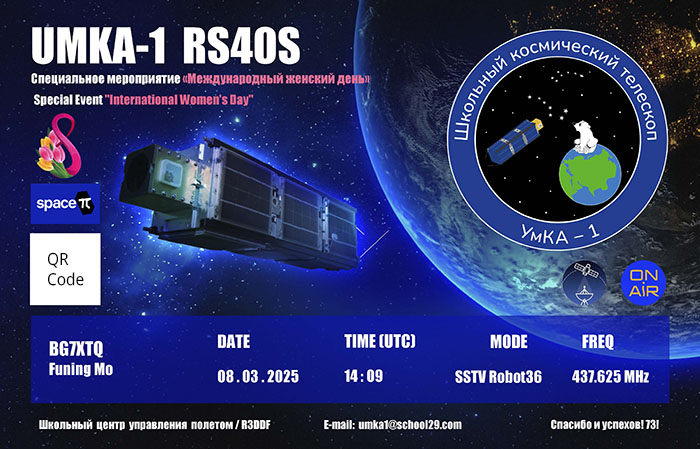 UMKA-1 RS40S
Специальное мероприятие «Международный женский день»
Special Event "International Women's Day"
8
space π
QR
Code
Школьный космический телескоп
УмКА – 1
ON
AiR
BG7XTQ
Funing Mo
DATE
08.03.2025
TIME (UTC)
14:09
MODE
SSTV Robot36
FREQ
437.625 MHz
Школьный центр управления полетом / R3DDF
E-mail: umka1@school29.com
Спасибо и успехов! 73!